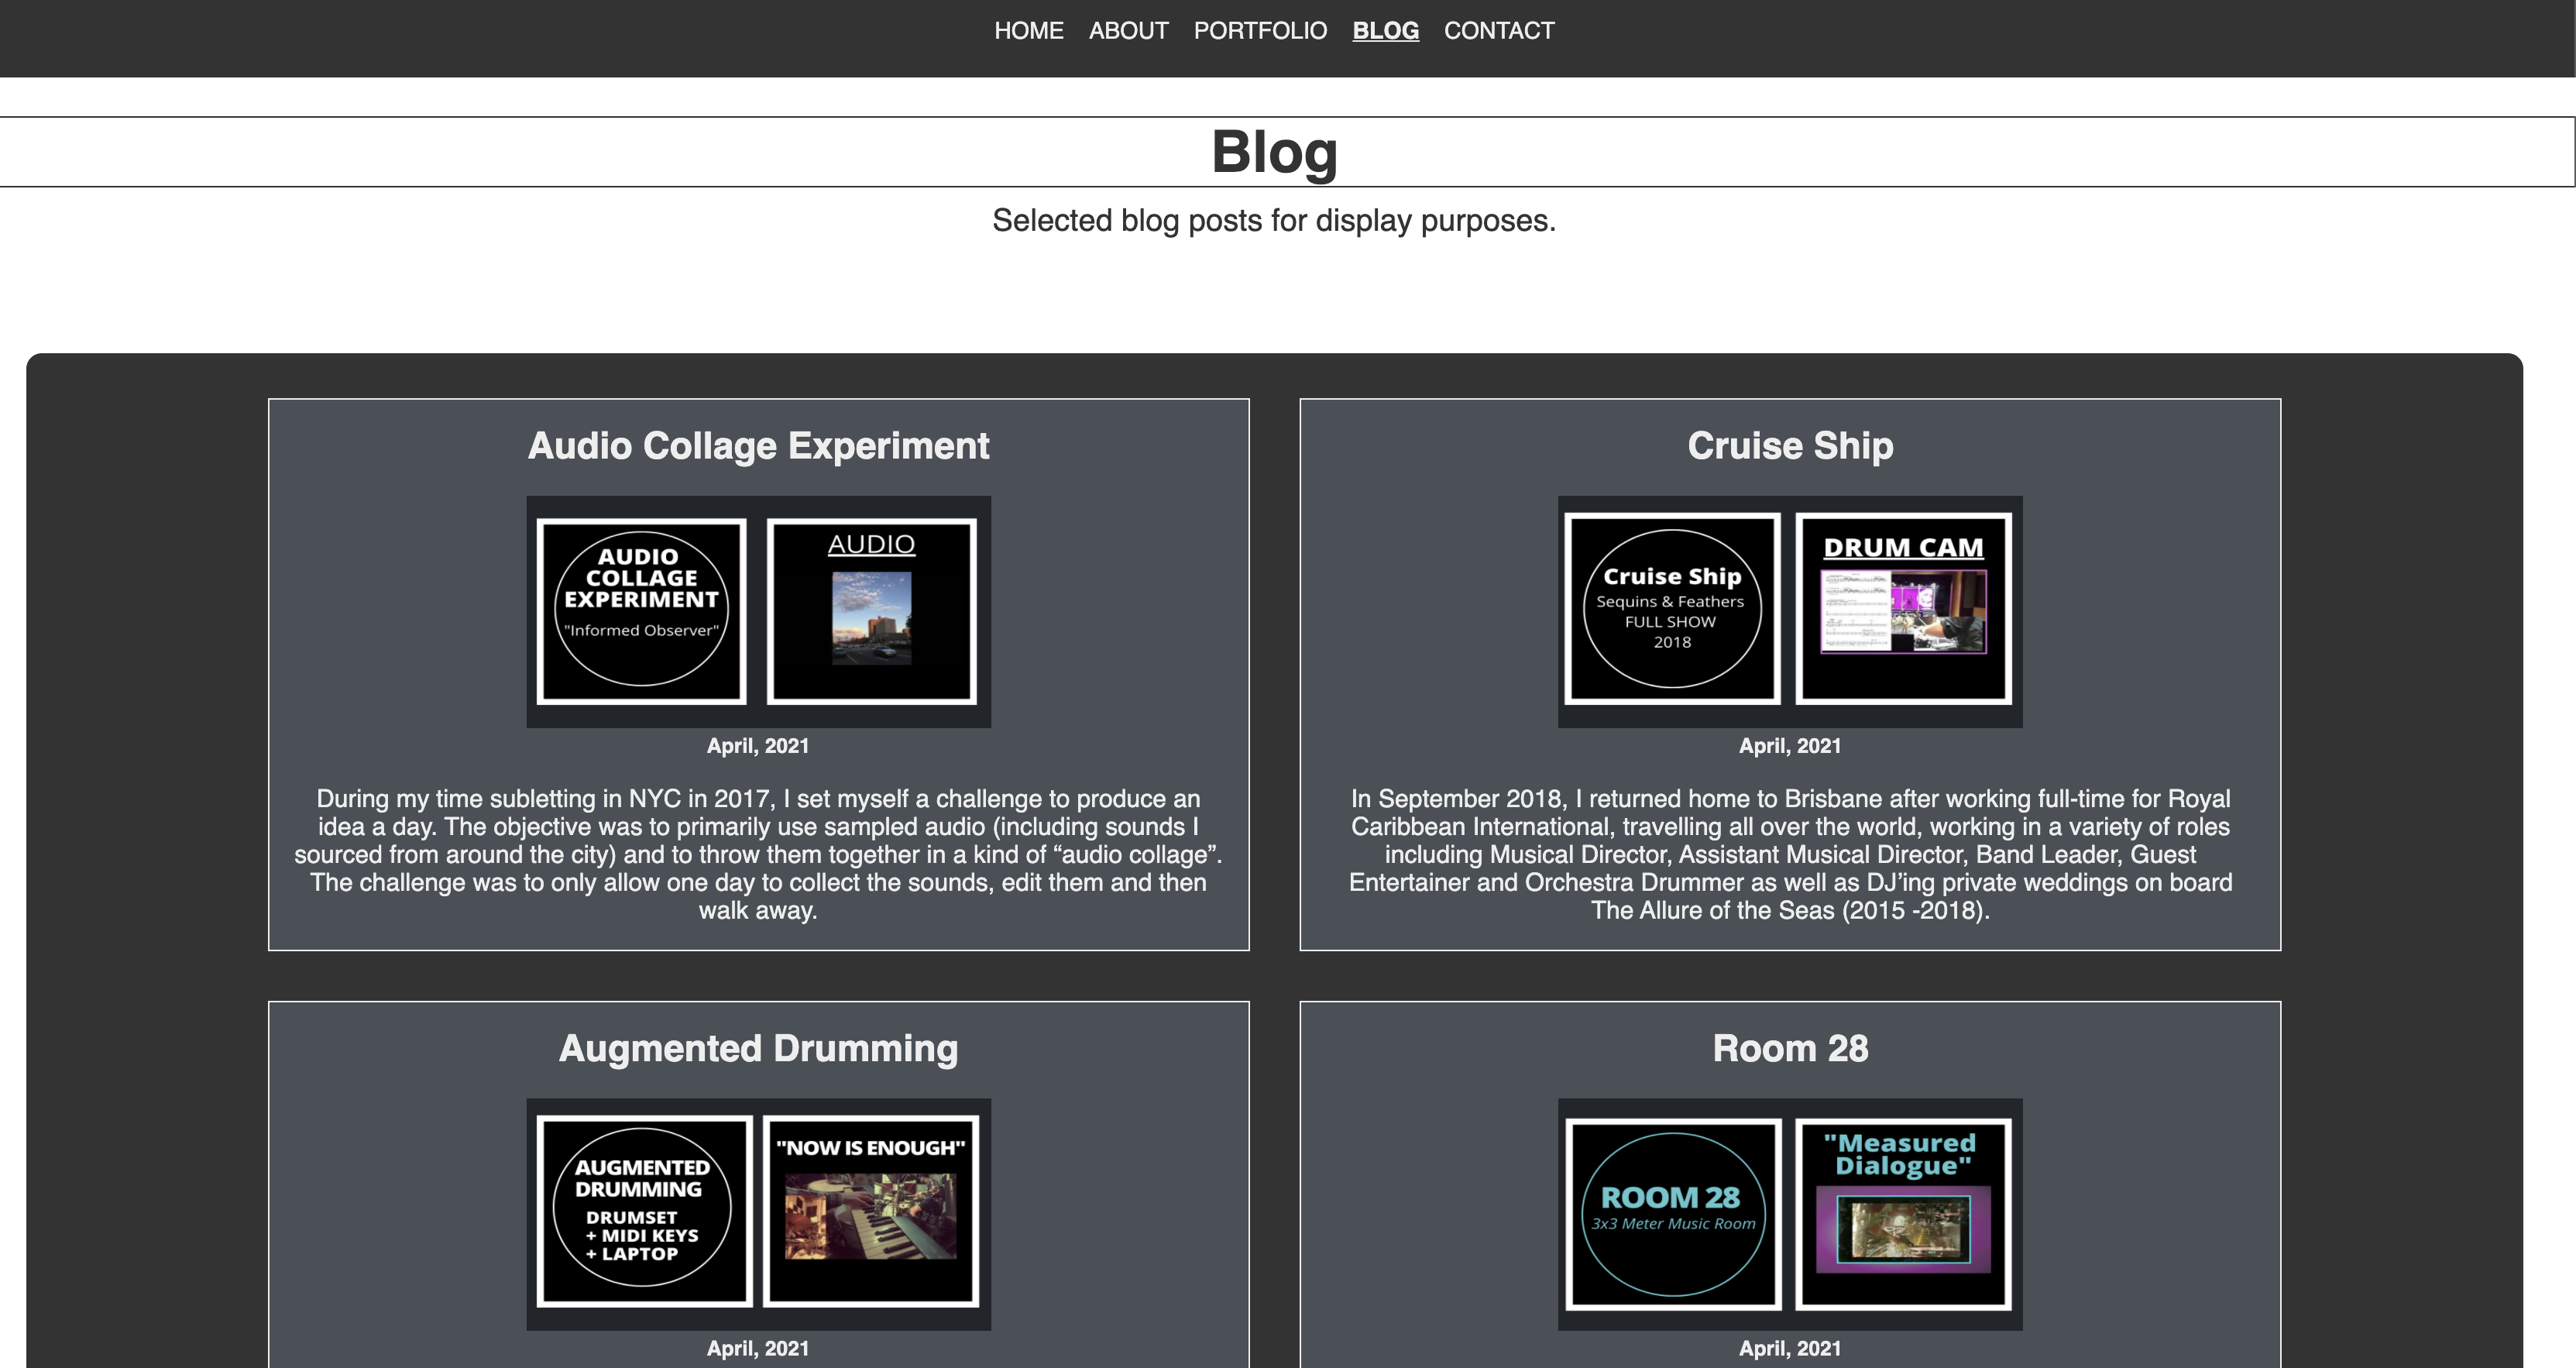 HOME ABOUT PORTFOLIO BLOG CONTACT
Blog
Selected blog posts for display purposes.
Audio Collage Experiment
AUDIO
COLLAGE
EXPERIMENT
"Informed Observer"
AUDIO
April, 2021
During my time subletting in NYC in 2017, I set myself a challenge to produce an
idea a day. The objective was to primarily use sampled audio (including sounds I
sourced from around the city) and to throw them together in a kind of “audio collage”.
The challenge was to only allow one day to collect the sounds, edit them and then
walk away.
Cruise Ship
Cruise Ship
Sequins & Feathers
FULL SHOW
2018
DRUM CAM
April, 2021
In September 2018, I returned home to Brisbane after working full-time for Royal
Caribbean International, travelling all over the world, working in a variety of roles
including Musical Director, Assistant Musical Director, Band Leader, Guest
Entertainer and Orchestra Drummer as well as DJ’ing private weddings on board
The Allure of the Seas (2015 -2018).
Augmented Drumming
AUGMENTED
DRUMMING
DRUMSET
+ MIDI KEYS
+ LAPTOP
"NOW IS ENOUGH"
April, 2021
Room 28
ROOM 28
3x3 Meter Music Room
"Measured
Dialogue"
April, 2021